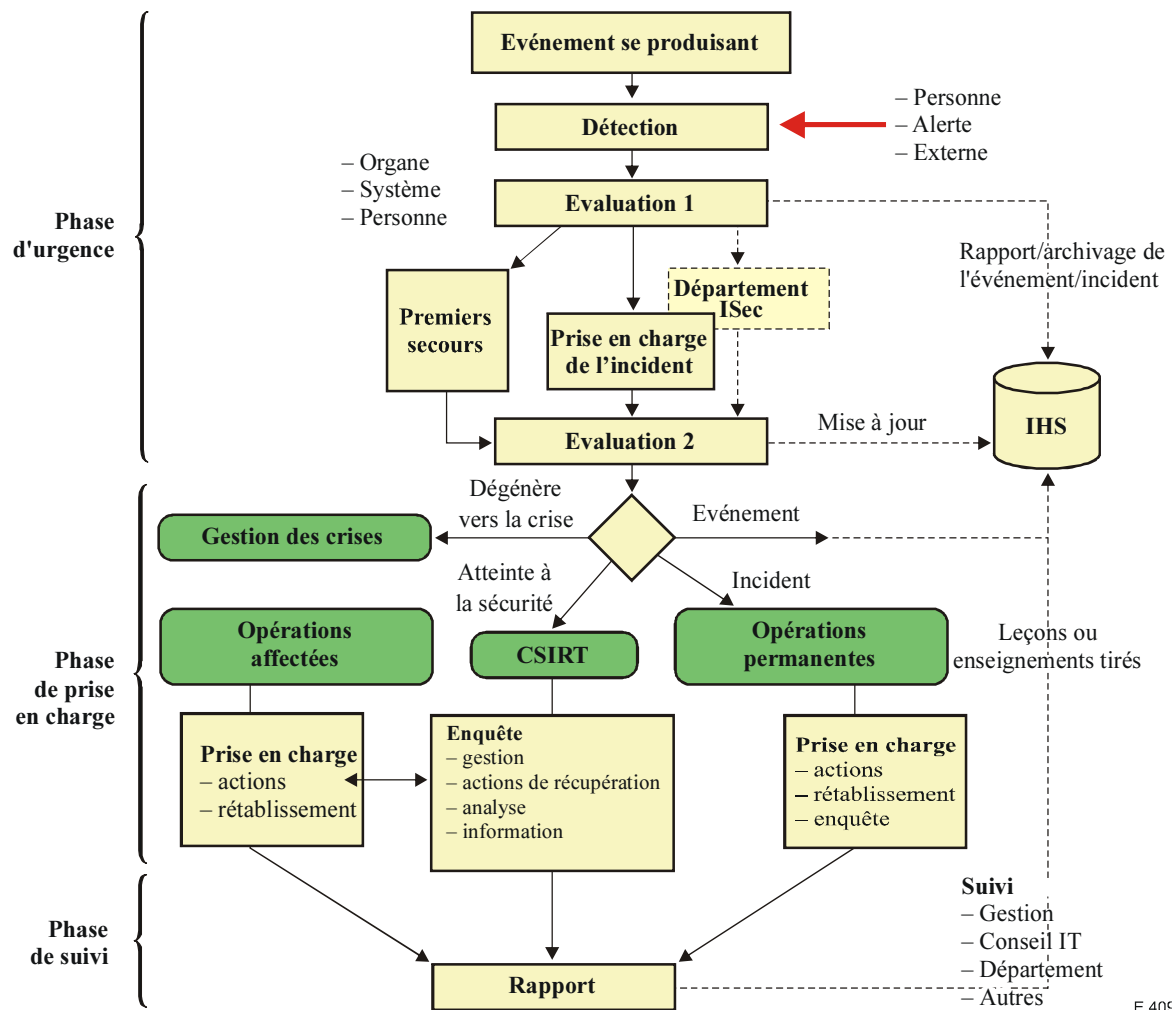 Evénement se produisant
Détection
– Personne
– Alerte
– Externe
– Organe
– Système
– Personne
Evaluation 1
Phase
d'urgence
Rapport/archivage de
l'événement/incident
Premiers
secours
Département
ISec
Prise en charge
de l’incident
Evaluation 2
Mise à jour
IHS
Dégénère
vers la crise
Evénement
Gestion des crises
Atteinte à
la sécurité
Incident
Opérations
affectées
CSIRT
Opérations
permanentes
Leçons ou
enseignements tirés
Phase
de prise
en charge
Prise en charge
– actions
– rétablissement
Enquête
– gestion
– actions de récupération
– analyse
– information
Prise en charge
– actions
– rétablissement
– enquête
Phase
de suivi
Suivi
– Gestion
– Conseil IT
– Département
– Autres
Rapport
E.409